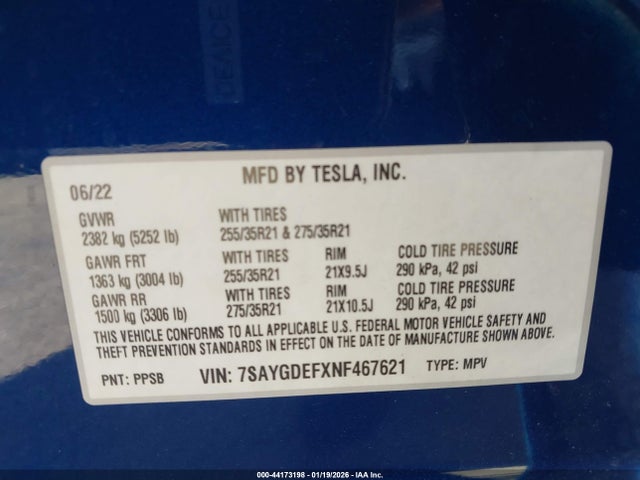 MFD BY TESLA, INC.
06/22
GVWR WITH TIRES
2382 kg (5252 lb) 255/35R21 & 275/35R21
GAWR FRT WITH TIRES RIM COLD TIRE PRESSURE
1363 kg (3004 lb) 255/35R21 21X9.5J 290 kPa, 42 psi
GAWR RR WITH TIRES RIM COLD TIRE PRESSURE
1500 kg (3306 lb) 275/35R21 21X10.5J 290 kPa, 42 psi
THIS VEHICLE CONFORMS TO ALL APPLICABLE U.S. FEDERAL MOTOR VEHICLE SAFETY AND
THEFT PREVENTION STANDARDS IN EFFECT ON THE DATE OF MANUFACTURE SHOWN ABOVE.
PNT: PPSB VIN: 7SAYGDEFXNF467621 TYPE: MPV
000-44173198 - 01/19/2026 - IAA Inc.